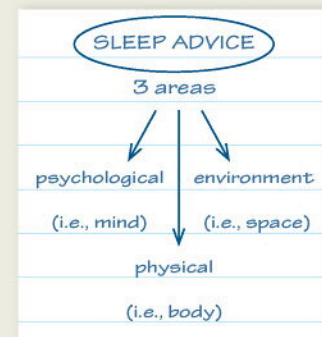 SLEEP ADVICE
3 areas
psychological environment
(i.e., mind) (i.e., space)
physical
(i.e., body)